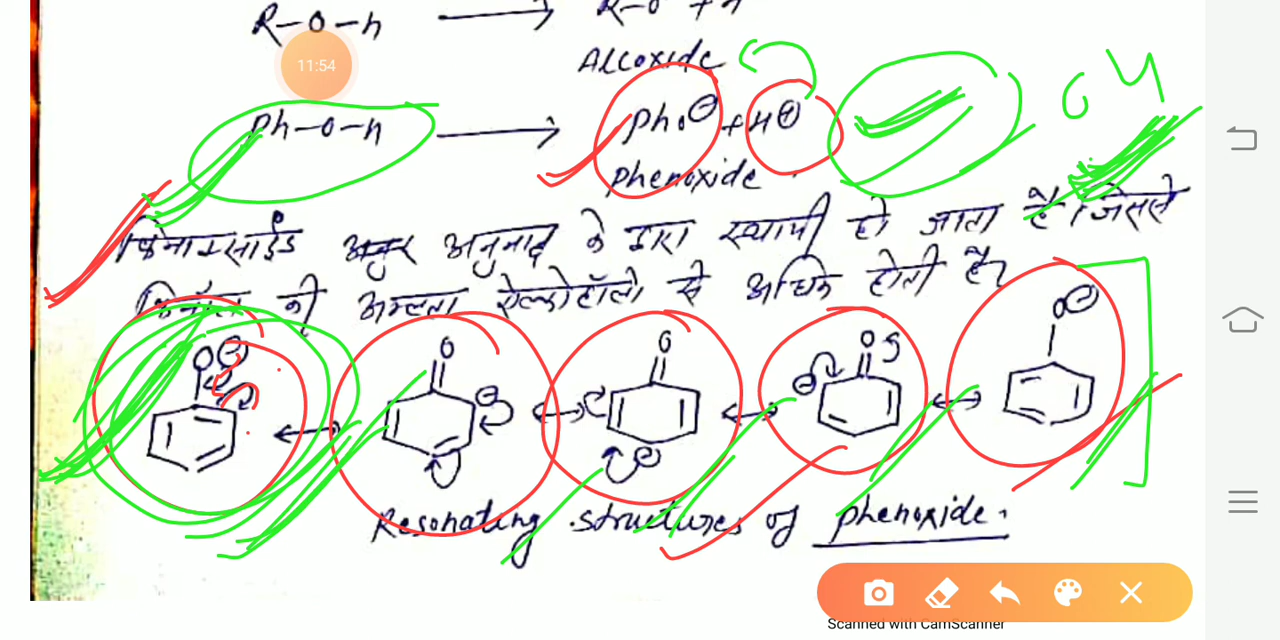 R-O-H
11:54
Alcoxide
Ph-O-H → PhO⊖ + H⊕
Phenoxide
फिनाक्साईड अनुनाद के द्वारा स्थायी हो जाता है। जिससे
फिनॉल की अम्लता ऐल्कोहॉलो से अधिक होती है।
O⊖ O O O O⊖
⊖ ⊖ ⊖
Resonating structures of phenoxide.
Scanned with CamScanner